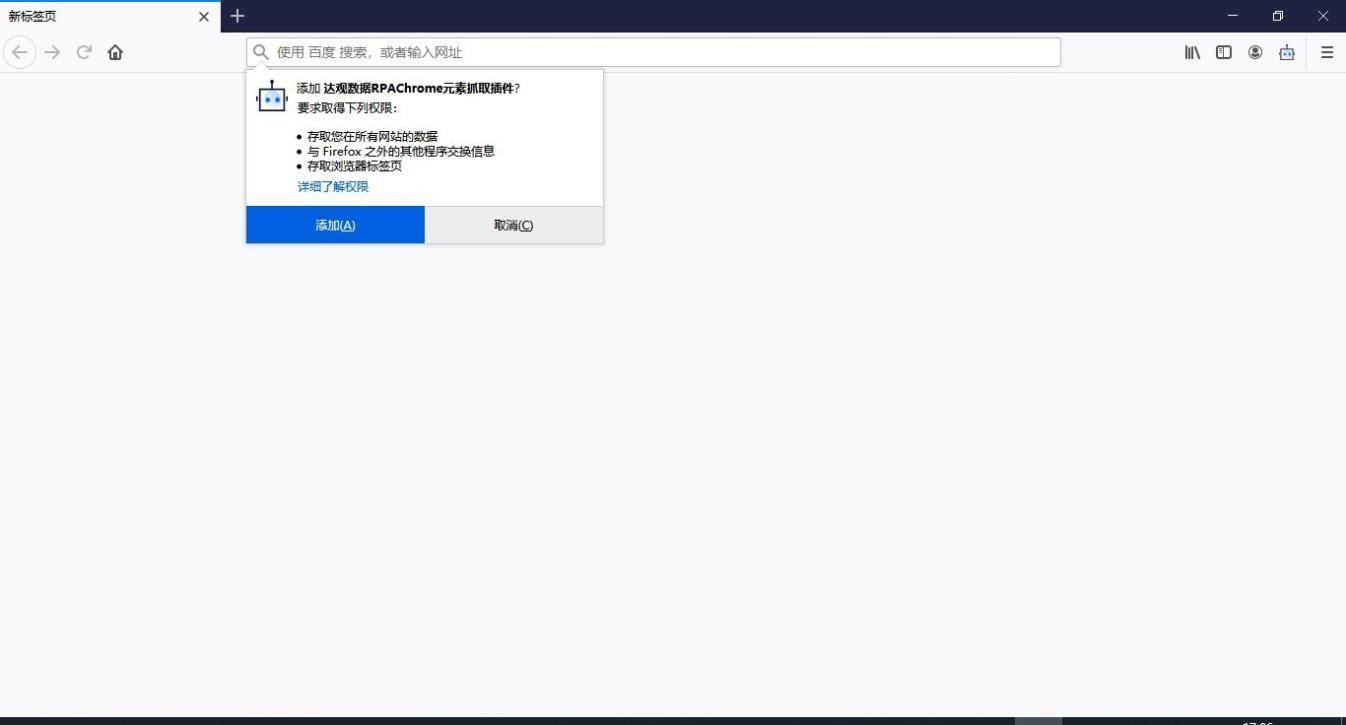 新标签页
使用 百度 搜索，或者输入网址
添加 达观数据RPAChrome元素抓取插件?
要求取得下列权限：
• 存取您在所有网站的数据
• 与 Firefox 之外的其他程序交换信息
• 存取浏览器标签页
详细了解权限
添加(A)
取消(C)